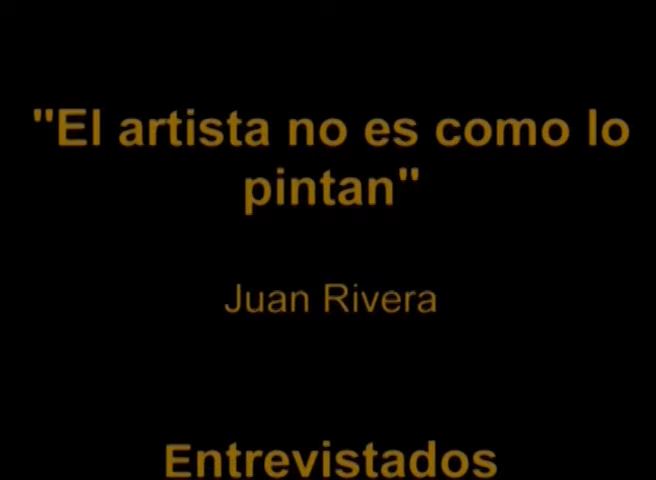 "El artista no es como lo
pintan"
Juan Rivera
Entrevistados